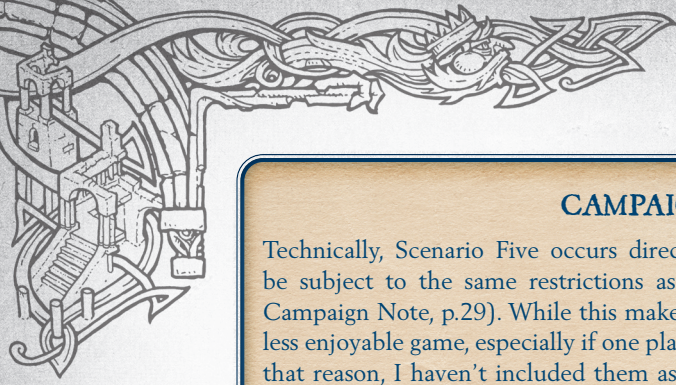 CAMPAI
Technically, Scenario Five occurs direc
be subject to the same restrictions as
Campaign Note, p.29). While this make
less enjoyable game, especially if one pla
that reason, I haven't included them as